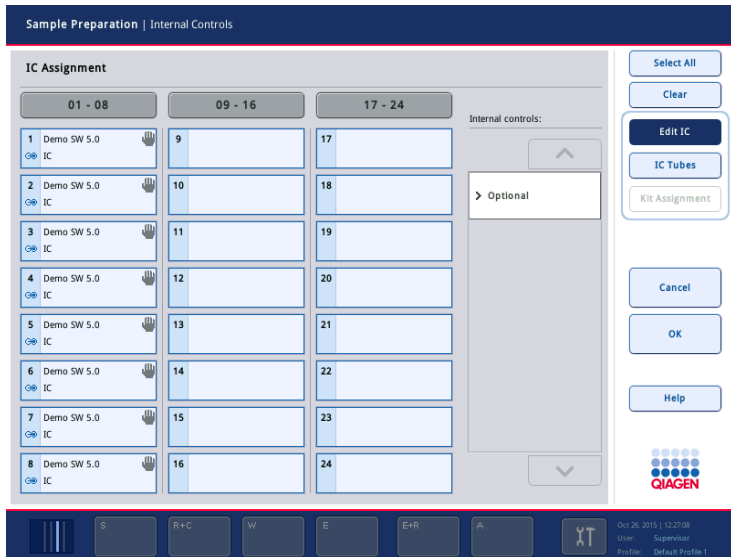 Sample Preparation | Internal Controls
IC Assignment
01 - 08
09 - 16
17 - 24
Internal controls:
1 Demo SW 5.0
IC
2 Demo SW 5.0
IC
3 Demo SW 5.0
IC
4 Demo SW 5.0
IC
5 Demo SW 5.0
IC
6 Demo SW 5.0
IC
7 Demo SW 5.0
IC
8 Demo SW 5.0
IC
9
10
11
12
13
14
15
16
17
18
19
20
21
22
23
24
Optional
Select All
Clear
Edit IC
IC Tubes
Kit Assignment
Cancel
OK
Help
QIAGEN
S
R+C
W
E
E+R
A
Oct 26, 2015 | 12:27:08
User: Supervisor
Profile: Default Profile 1